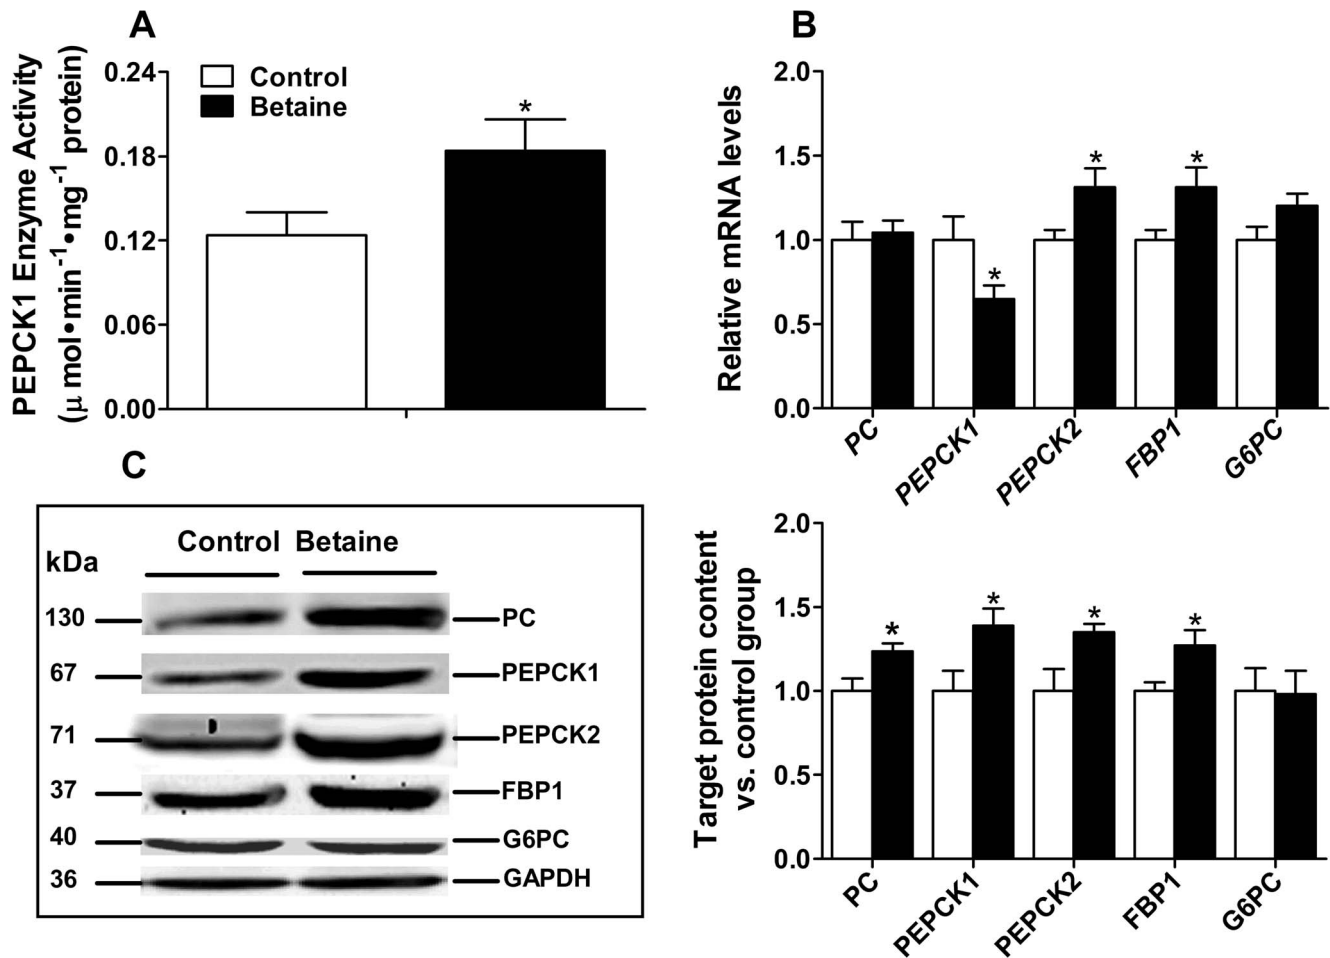 A
PEPCK1 Enzyme Activity
(μ mol•min⁻¹•mg⁻¹ protein)
0.24
0.18
0.12
0.06
0.00
Control
Betaine
*
B
Relative mRNA levels
2.0
1.5
1.0
0.5
0.0
*
*
*
PC
PEPCK1
PEPCK2
FBP1
G6PC
C
kDa
Control Betaine
130 PC
67 PEPCK1
71 PEPCK2
37 FBP1
40 G6PC
36 GAPDH
Target protein content
vs. control group
2.0
1.5
1.0
0.5
0.0
*
*
*
*
PC
PEPCK1
PEPCK2
FBP1
G6PC